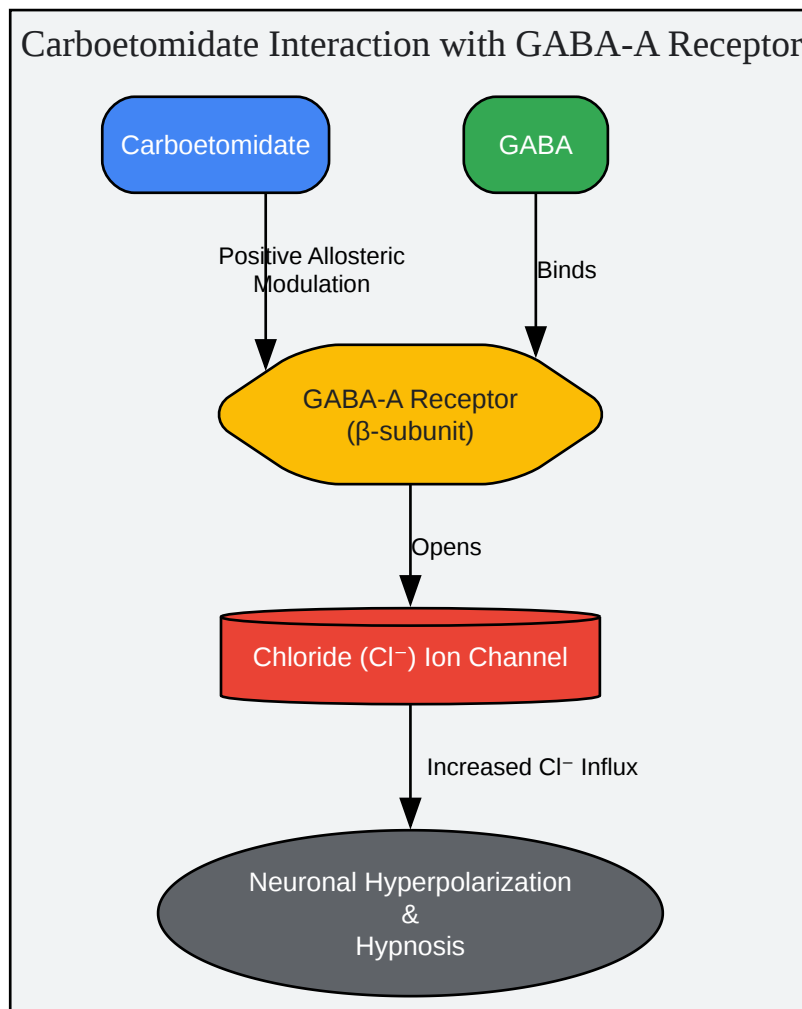 Carboetomidate Interaction with GABA-A Receptor
Carboetomidate
GABA
Positive Allosteric
Modulation
Binds
GABA-A Receptor
(β-subunit)
Opens
Chloride (Cl⁻) Ion Channel
Increased Cl⁻ Influx
Neuronal Hyperpolarization
&
Hypnosis